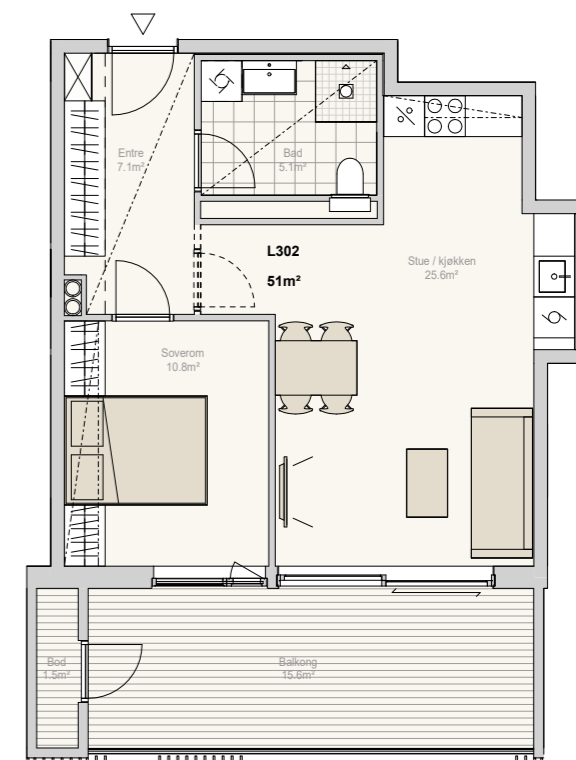 Entre
7.1m²
Bad
5.1m²
L302
51m²
Stue / kjøkken
25.6m²
Soverom
10.8m²
Bod
1.5m²
Balkong
15.6m²